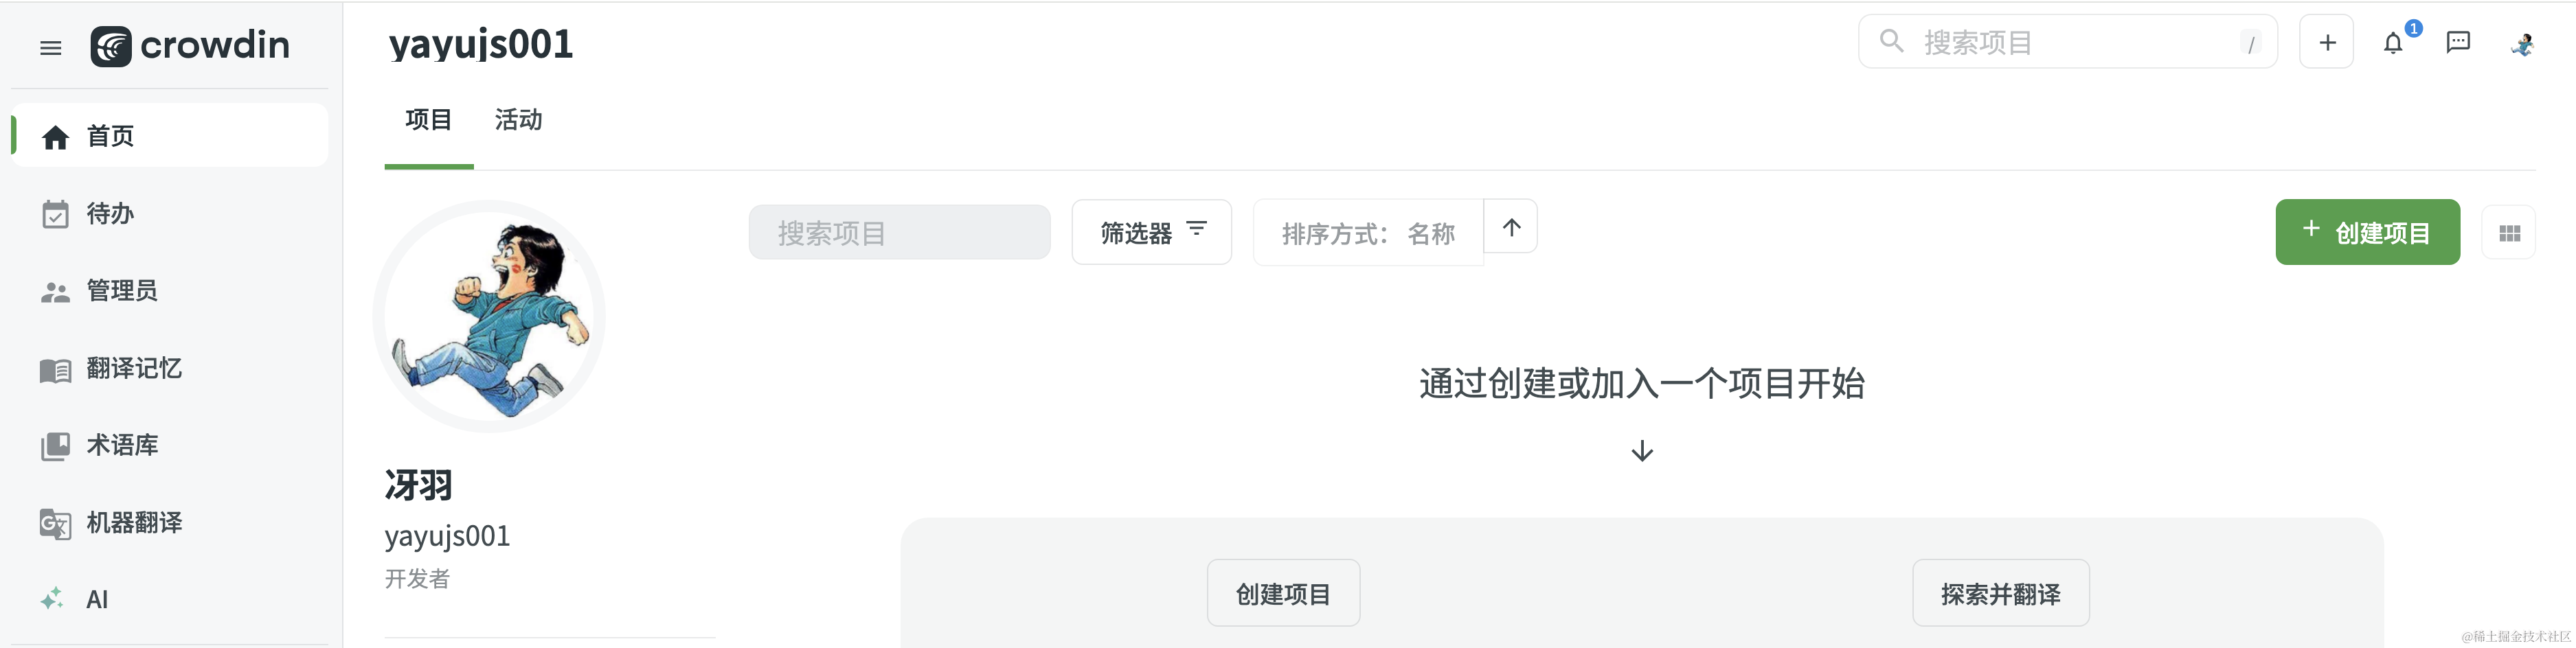 crowdin
首页
待办
管理员
翻译记忆
术语库
机器翻译
AI
yayujs001
搜索项目 /
1
项目 活动
冴羽
yayujs001
开发者
搜索项目 筛选器 排序方式： 名称 创建项目
通过创建或加入一个项目开始
创建项目 探索并翻译
@稀土掘金技术社区